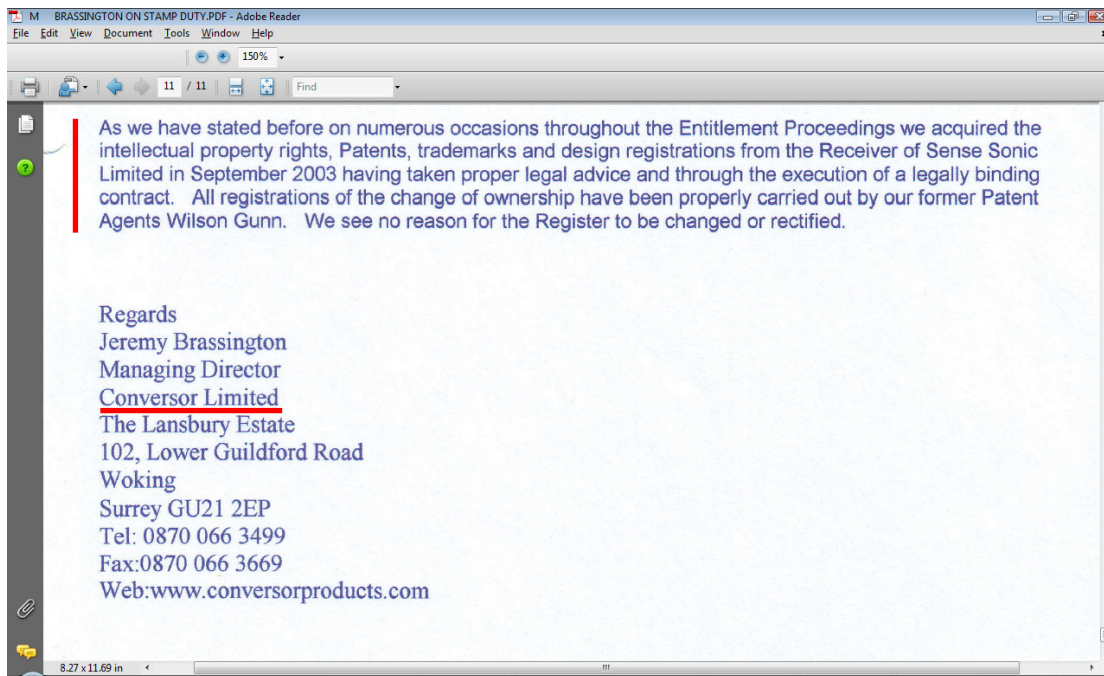 M BRASSINGTON ON STAMP DUTY.PDF - Adobe Reader
File Edit View Document Tools Window Help
150%
11 / 11 Find
As we have stated before on numerous occasions throughout the Entitlement Proceedings we acquired the
intellectual property rights, Patents, trademarks and design registrations from the Receiver of Sense Sonic
Limited in September 2003 having taken proper legal advice and through the execution of a legally binding
contract. All registrations of the change of ownership have been properly carried out by our former Patent
Agents Wilson Gunn. We see no reason for the Register to be changed or rectified.
Regards
Jeremy Brassington
Managing Director
Conversor Limited
The Lansbury Estate
102, Lower Guildford Road
Woking
Surrey GU21 2EP
Tel: 0870 066 3499
Fax:0870 066 3669
Web:www.conversorproducts.com
8.27 x 11.69 in